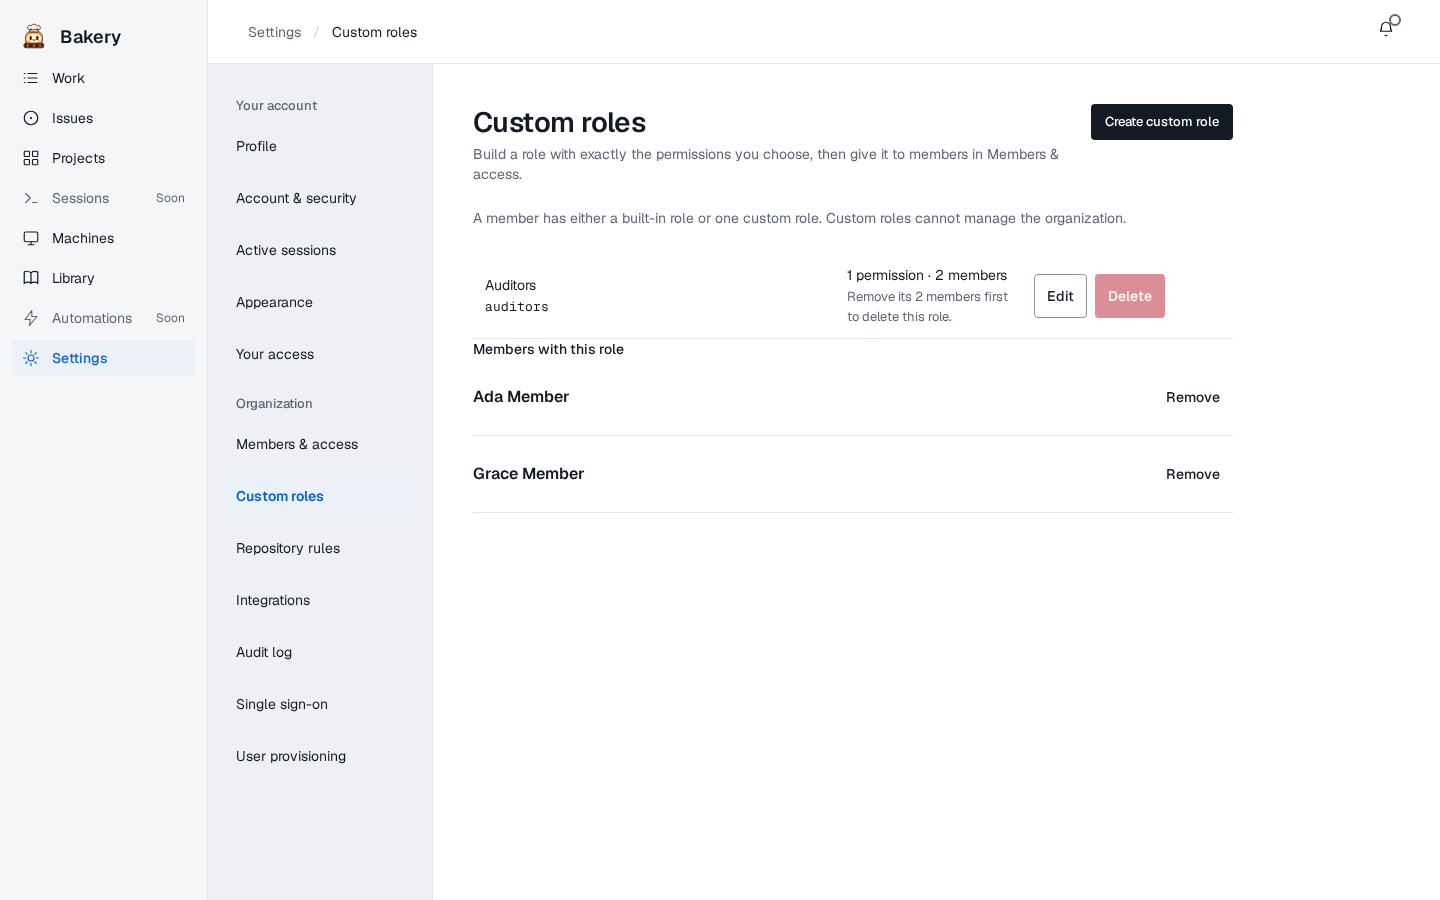 Bakery
Work
Issues
Projects
Sessions Soon
Machines
Library
Automations Soon
Settings
Settings / Custom roles
Your account
Profile
Account & security
Active sessions
Appearance
Your access
Organization
Members & access
Custom roles
Repository rules
Integrations
Audit log
Single sign-on
User provisioning
Custom roles
Create custom role
Build a role with exactly the permissions you choose, then give it to members in Members &
access.
A member has either a built-in role or one custom role. Custom roles cannot manage the organization.
Auditors
auditors
1 permission · 2 members
Remove its 2 members first
to delete this role.
Edit
Delete
Members with this role
Ada Member Remove
Grace Member Remove